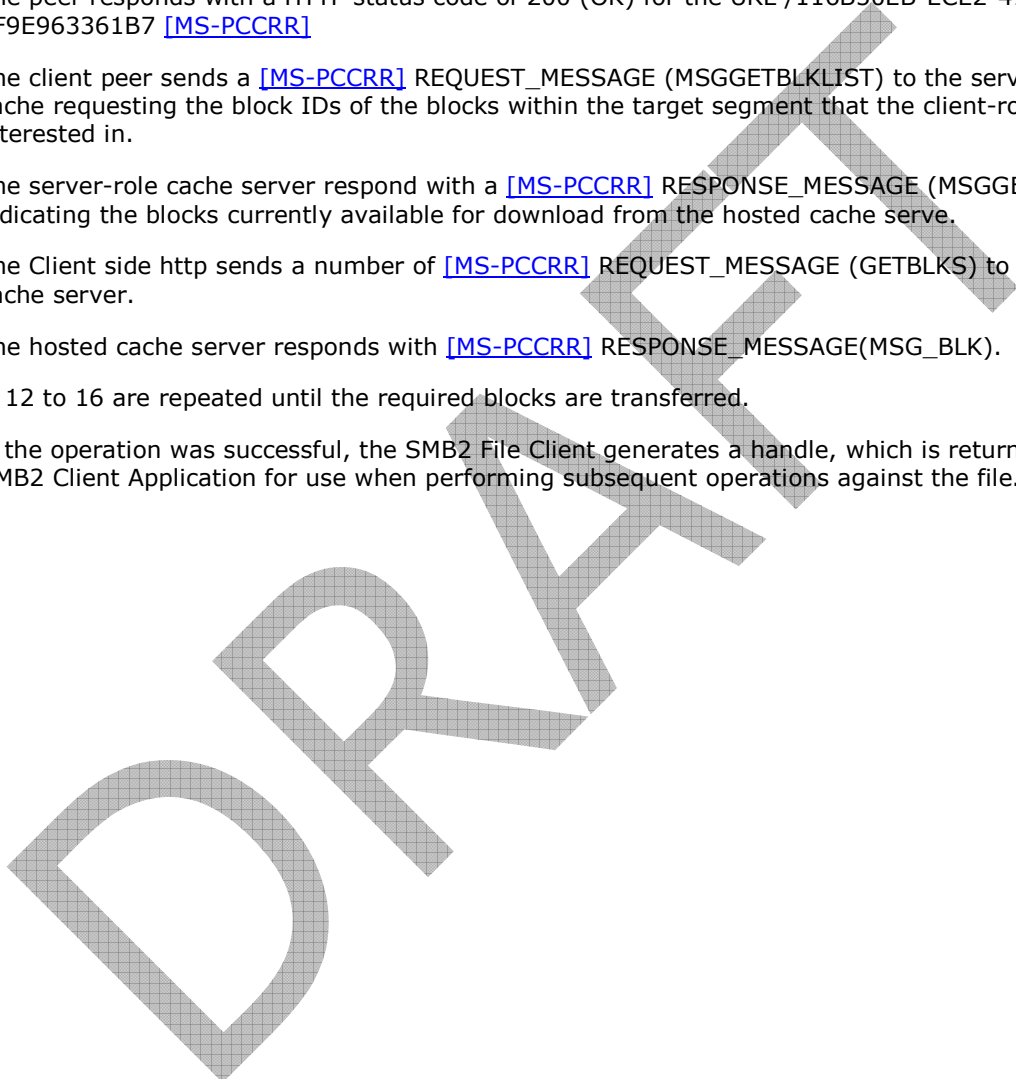 he peer responds with a HTTP status code of 200 (OK) for the URL /116B50EB-ECE2-4
F9E963361B7 [MS-PCCRR]
ne client peer sends a [MS-PCCRR] REQUEST_MESSAGE (MSGGETBLKLIST) to the serv
ache requesting the block IDs of the blocks within the target segment that the client-ro
terested in.
ne server-role cache server respond with a [MS-PCCRR] RESPONSE_MESSAGE (MSGGE
dicating the blocks currently available for download from the hosted cache serve.
ne Client side http sends a number of [MS-PCCRR] REQUEST_MESSAGE (GETBLKS) to
ache server.
ne hosted cache server responds with [MS-PCCRR] RESPONSE_MESSAGE(MSG_BLK).
12 to 16 are repeated until the required blocks are transferred.
the operation was successful, the SMB2 File Client generates a handle, which is return
MB2 Client Application for use when performing subsequent operations against the file.
DRAFT